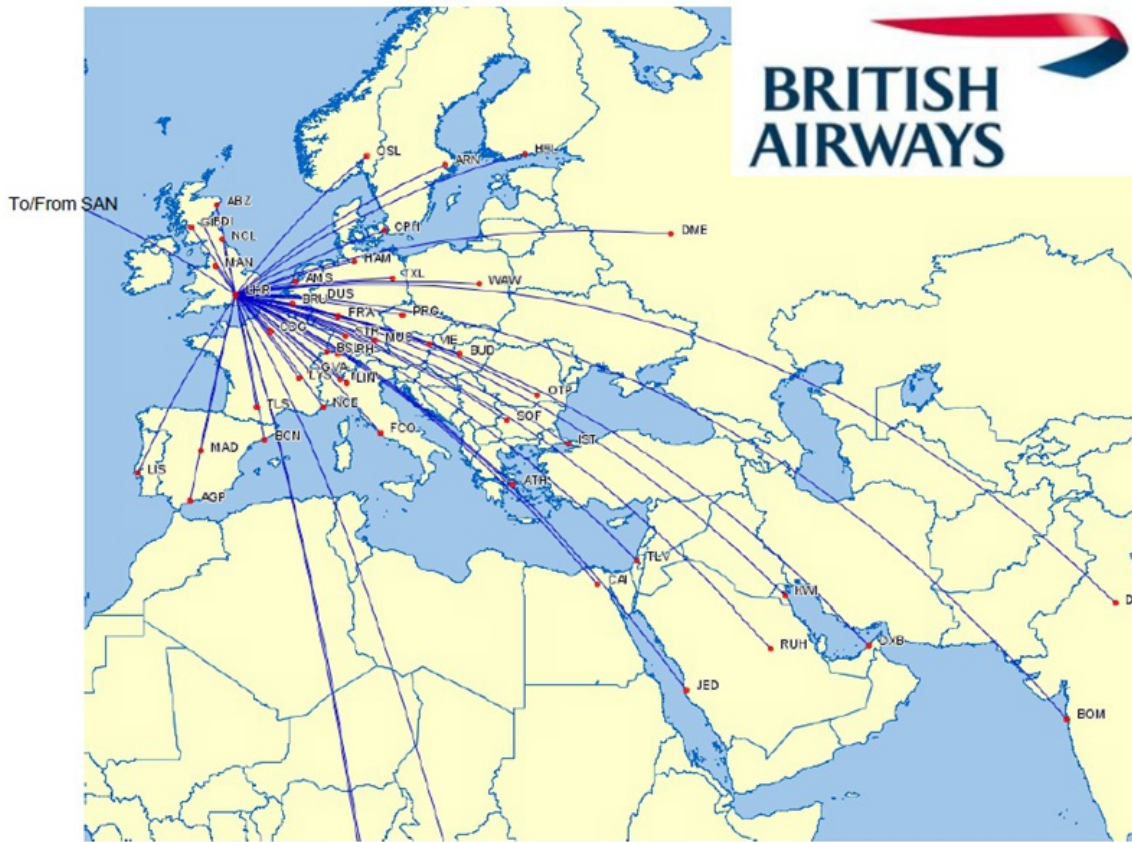 BRITISH
AIRWAYS
To/From SAN
OSL
ARN
HEL
ABZ
EDI
NCL
CPH
DME
MAN
HAM
LHR
AMS
TXL
WAW
BRU
DUS
FRA
PRG
CDG
STR
MUC
VIE
BUD
GVA
LYS
LIN
OTP
TLS
NCE
SOF
FCO
IST
BCN
MAD
LIS
ATH
AGP
TLV
CAI
KWI
RUH
DXB
JED
BOM